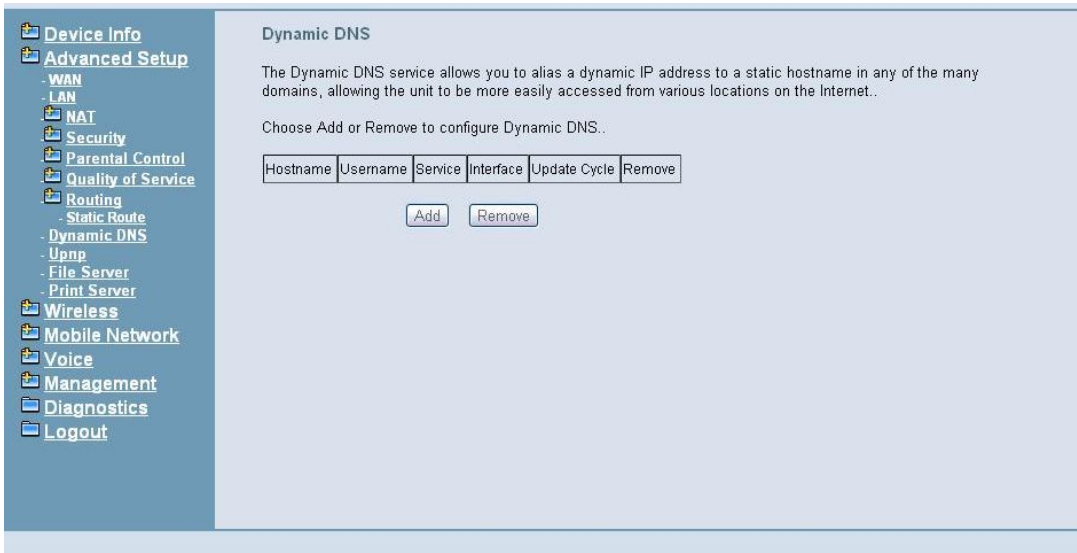 Device Info
Advanced Setup
- WAN
- LAN
NAT
Security
Parental Control
Quality of Service
Routing
- Static Route
- Dynamic DNS
- Upnp
- File Server
- Print Server
Wireless
Mobile Network
Voice
Management
Diagnostics
Logout
Dynamic DNS
The Dynamic DNS service allows you to alias a dynamic IP address to a static hostname in any of the many
domains, allowing the unit to be more easily accessed from various locations on the Internet..
Choose Add or Remove to configure Dynamic DNS..
Hostname Username Service Interface Update Cycle Remove
Add Remove